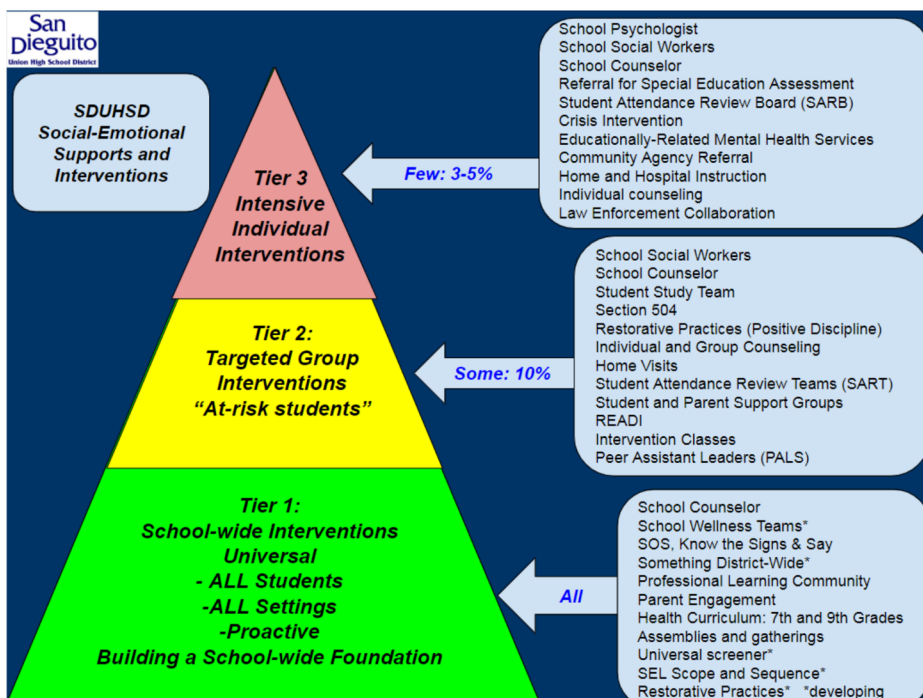 San
Dieguito
Union High School District
SDUHSD
Social-Emotional
Supports and
Interventions
Tier 3
Intensive
Individual
Interventions
Few: 3-5%
School Psychologist
School Social Workers
School Counselor
Referral for Special Education Assessment
Student Attendance Review Board (SARB)
Crisis Intervention
Educationally-Related Mental Health Services
Community Agency Referral
Home and Hospital Instruction
Individual counseling
Law Enforcement Collaboration
Tier 2:
Targeted Group
Interventions
“At-risk students”
Some: 10%
School Social Workers
School Counselor
Student Study Team
Section 504
Restorative Practices (Positive Discipline)
Individual and Group Counseling
Home Visits
Student Attendance Review Teams (SART)
Student and Parent Support Groups
READI
Intervention Classes
Peer Assistant Leaders (PALS)
Tier 1:
School-wide Interventions
Universal
- ALL Students
-ALL Settings
-Proactive
Building a School-wide Foundation
All
School Counselor
School Wellness Teams*
SOS, Know the Signs & Say
Something District-Wide*
Professional Learning Community
Parent Engagement
Health Curriculum: 7th and 9th Grades
Assemblies and gatherings
Universal screener*
SEL Scope and Sequence*
Restorative Practices* *developing